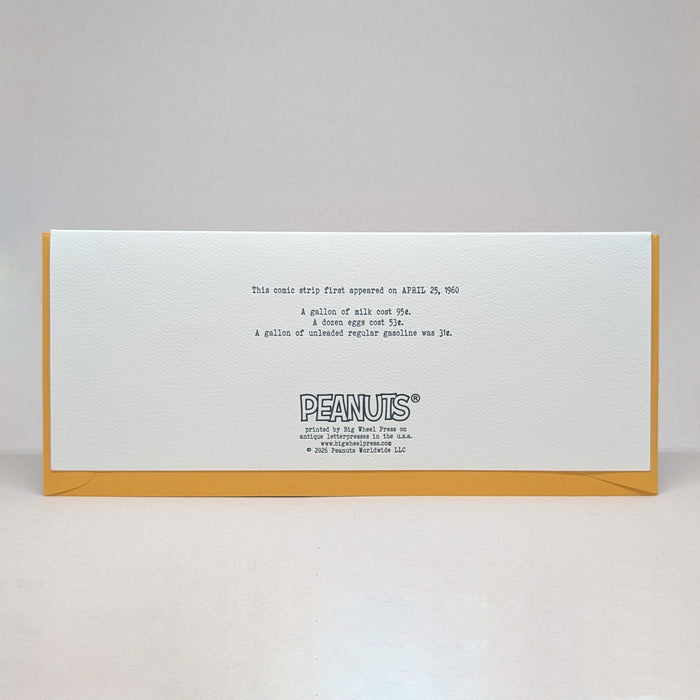 This comic strip first appeared on APRIL 25, 1960
A gallon of milk cost 95¢.
A dozen eggs cost 53¢.
A gallon of unleaded regular gasoline was 31¢.
PEANUTS®
printed by Big Wheel Press on
antique letterpresses in the u.s.a.
www.bigwheelpress.com
© 2026 Peanuts Worldwide LLC